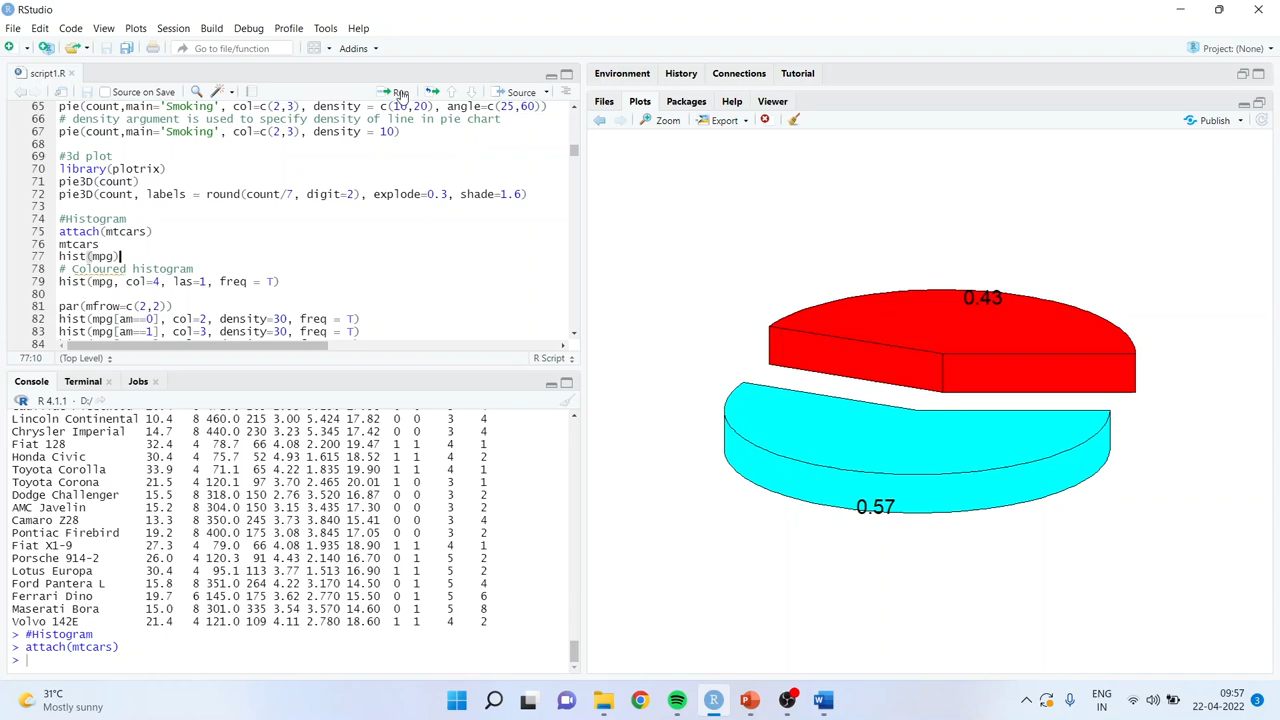 RStudio
File Edit Code View Plots Session Build Debug Profile Tools Help
Go to file/function Addins Project: (None)
script1.R
Source on Save Run Source
65 pie(count,main='Smoking', col=c(2,3), density = c(10,20), angle=c(25,60))
66 # density argument is used to specify density of line in pie chart
67 pie(count,main='Smoking', col=c(2,3), density = 10)
68
69 #3d plot
70 library(plotrix)
71 pie3D(count)
72 pie3D(count, labels = round(count/7, digit=2), explode=0.3, shade=1.6)
73
74 #Histogram
75 attach(mtcars)
76 mtcars
77 hist(mpg)
78 # Coloured histogram
79 hist(mpg, col=4, las=1, freq = T)
80
81 par(mfrow=c(2,2))
82 hist(mpg[am==0], col=2, density=30, freq = T)
83 hist(mpg[am==1], col=3, density=30, freq = T)
84
77:10 (Top Level) R Script
Console Terminal Jobs
R 4.1.1 · D:/
Lincoln Continental 10.4 8 460.0 215 3.00 5.424 17.82 0 0 3 4
Chrysler Imperial 14.7 8 440.0 230 3.23 5.345 17.42 0 0 3 4
Fiat 128 32.4 4 78.7 66 4.08 2.200 19.47 1 1 4 1
Honda Civic 30.4 4 75.7 52 4.93 1.615 18.52 1 1 4 2
Toyota Corolla 33.9 4 71.1 65 4.22 1.835 19.90 1 1 4 1
Toyota Corona 21.5 4 120.1 97 3.70 2.465 20.01 1 0 3 1
Dodge Challenger 15.5 8 318.0 150 2.76 3.520 16.87 0 0 3 2
AMC Javelin 15.2 8 304.0 150 3.15 3.435 17.30 0 0 3 2
Camaro Z28 13.3 8 350.0 245 3.73 3.840 15.41 0 0 3 4
Pontiac Firebird 19.2 8 400.0 175 3.08 3.845 17.05 0 0 3 2
Fiat X1-9 27.3 4 79.0 66 4.08 1.935 18.90 1 1 4 1
Porsche 914-2 26.0 4 120.3 91 4.43 2.140 16.70 0 1 5 2
Lotus Europa 30.4 4 95.1 113 3.77 1.513 16.90 1 1 5 2
Ford Pantera L 15.8 8 351.0 264 4.22 3.170 14.50 0 1 5 4
Ferrari Dino 19.7 6 145.0 175 3.62 2.770 15.50 0 1 5 6
Maserati Bora 15.0 8 301.0 335 3.54 3.570 14.60 0 1 5 8
Volvo 142E 21.4 4 121.0 109 4.11 2.780 18.60 1 1 4 2
> #Histogram
> attach(mtcars)
>
Environment History Connections Tutorial
Files Plots Packages Help Viewer
Zoom Export Publish
0.43
0.57
31°C
Mostly sunny
ENG
IN
09:57
22-04-2022